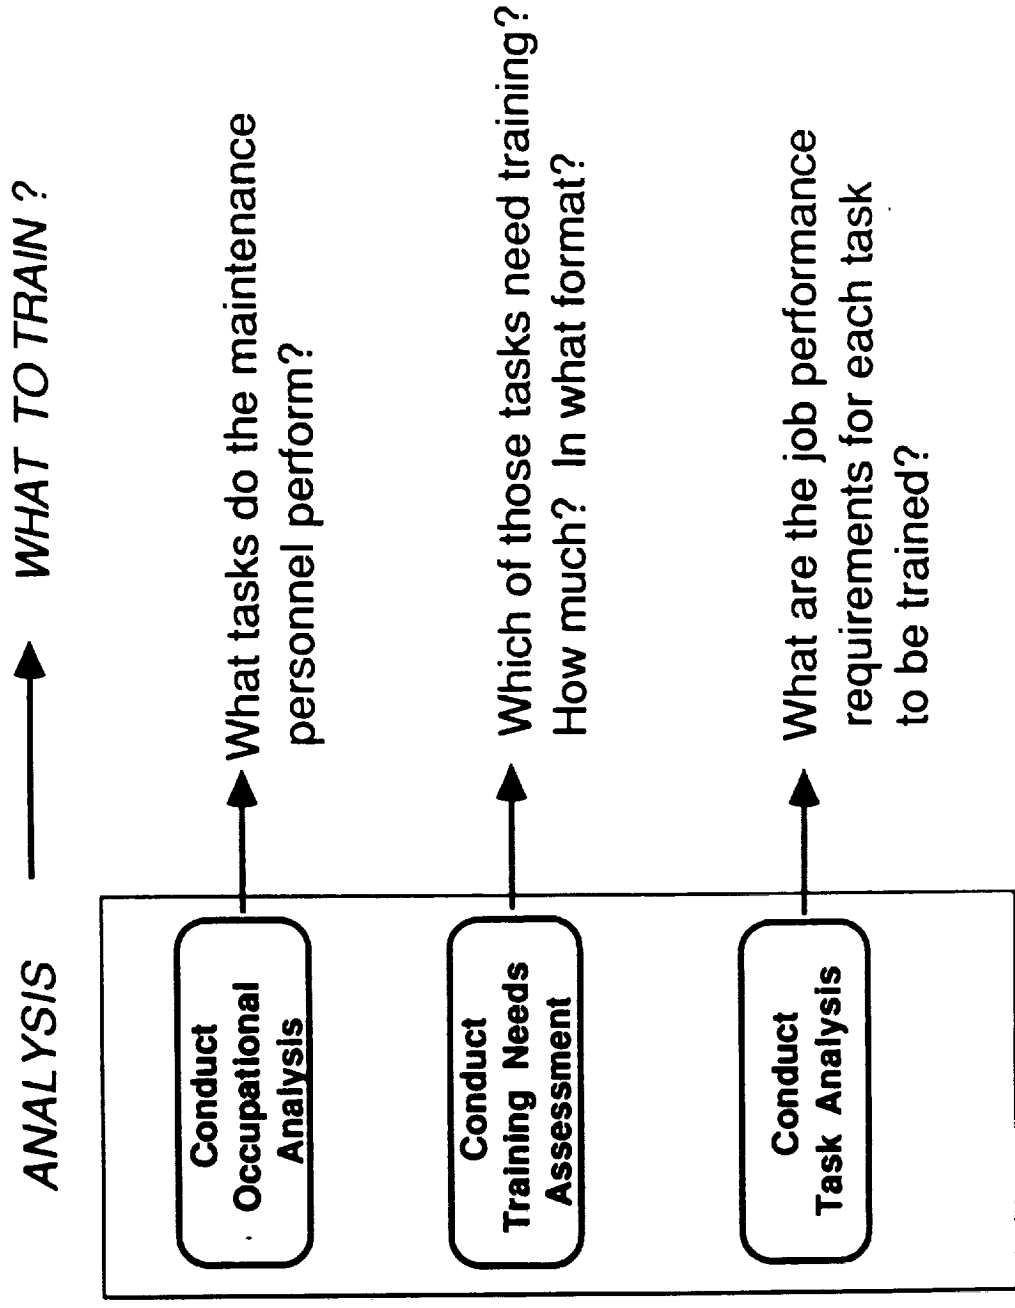 ANALYSIS
WHAT TO TRAIN ?
Conduct
Occupational
Analysis
What tasks do the maintenance
personnel perform?
Conduct
Training Needs
Assessment
Which of those tasks need training?
How much? In what format?
Conduct
Task Analysis
What are the job performance
requirements for each task
to be trained?